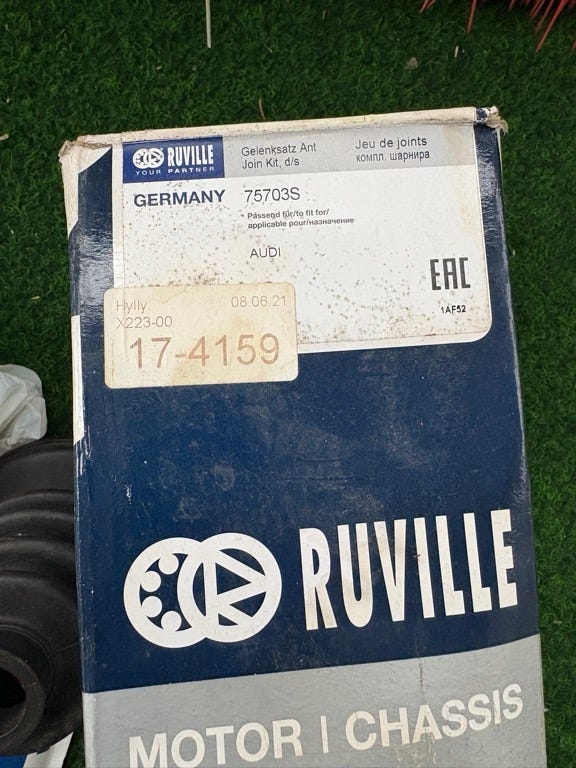 RUVILLE
YOUR PARTNER
Gelenksatz Ant
Join Kit, d/s
Jeu de joints
компл. шарнира
GERMANY 75703S
Passend für/to fit for/
applicable pour/назначение
AUDI
EAC
1AF52
Hylly 08.06.21
X223-00
17-4159
RUVILLE
MOTOR | CHASSIS